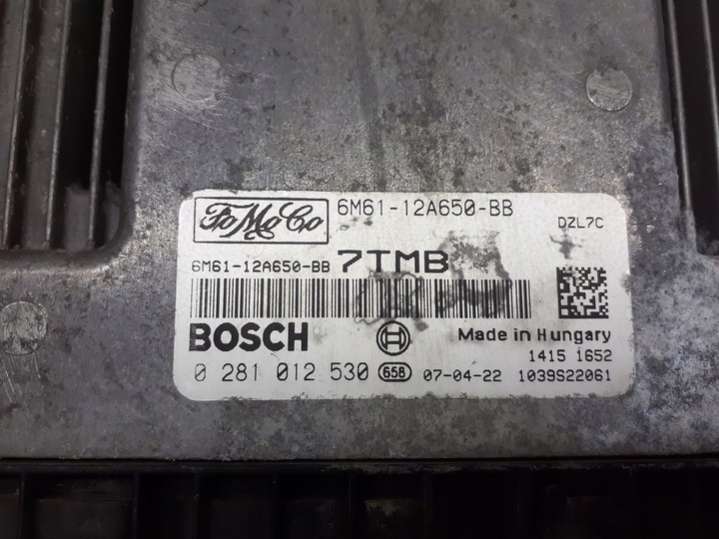 FoMoCo 6M61-12A650-BB
DZL7C
6M61-12A650-BB 7TMB
BOSCH Made in Hungary
1415 1652
0 281 012 530 658 07-04-22 1039S22061